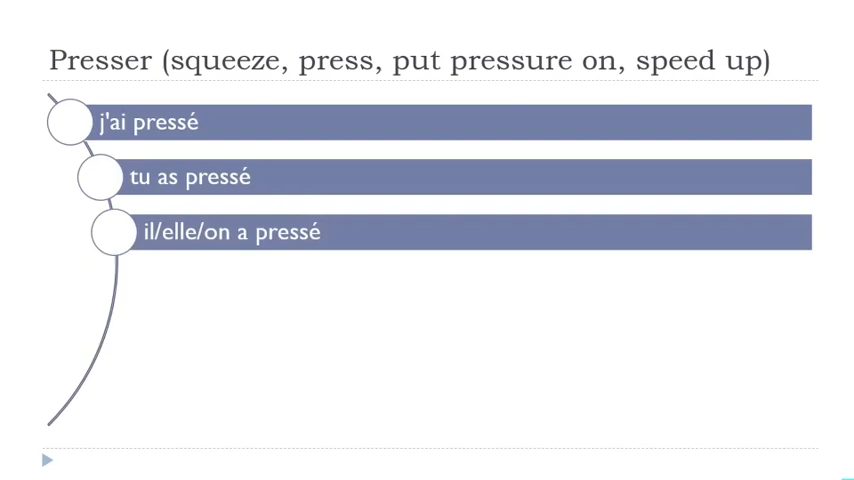 Presser (squeeze, press, put pressure on, speed up)
j'ai pressé
tu as pressé
il/elle/on a pressé